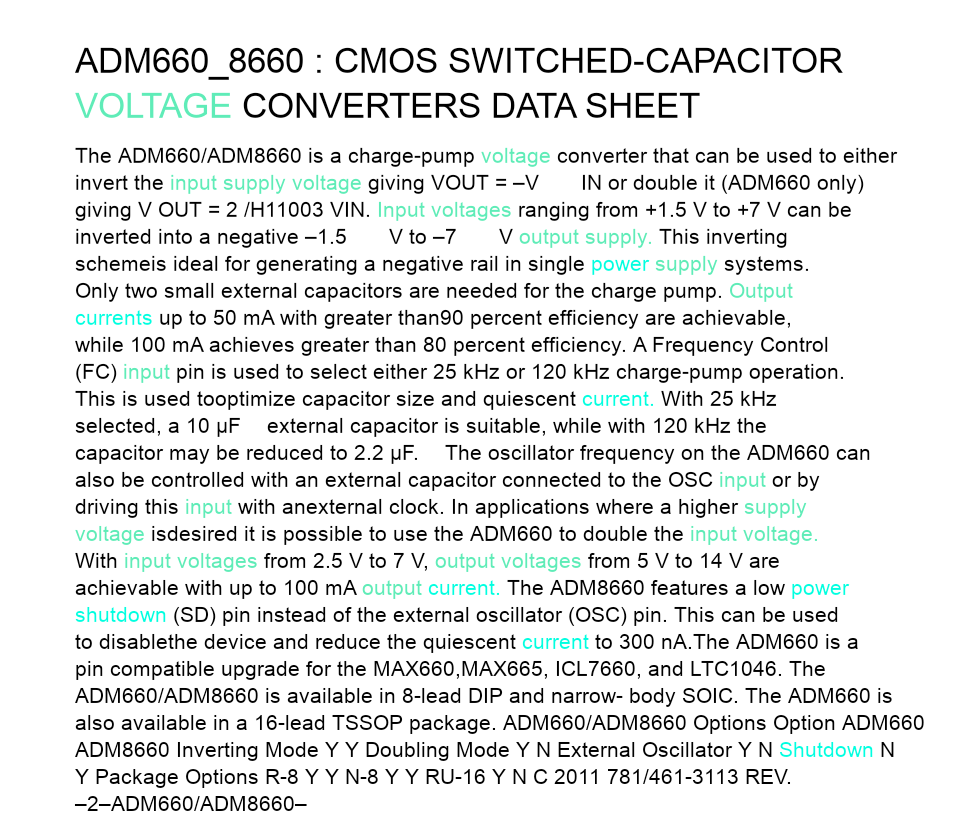 ADM660_8660 : CMOS SWITCHED-CAPACITOR
VOLTAGE CONVERTERS DATA SHEET
The ADM660/ADM8660 is a charge-pump voltage converter that can be used to either
invert the input supply voltage giving VOUT = –V IN or double it (ADM660 only)
giving V OUT = 2 /H11003 VIN. Input voltages ranging from +1.5 V to +7 V can be
inverted into a negative –1.5 V to –7 V output supply. This inverting
schemeis ideal for generating a negative rail in single power supply systems.
Only two small external capacitors are needed for the charge pump. Output
currents up to 50 mA with greater than90 percent efficiency are achievable,
while 100 mA achieves greater than 80 percent efficiency. A Frequency Control
(FC) input pin is used to select either 25 kHz or 120 kHz charge-pump operation.
This is used tooptimize capacitor size and quiescent current. With 25 kHz
selected, a 10 µF external capacitor is suitable, while with 120 kHz the
capacitor may be reduced to 2.2 µF. The oscillator frequency on the ADM660 can
also be controlled with an external capacitor connected to the OSC input or by
driving this input with anexternal clock. In applications where a higher supply
voltage isdesired it is possible to use the ADM660 to double the input voltage.
With input voltages from 2.5 V to 7 V, output voltages from 5 V to 14 V are
achievable with up to 100 mA output current. The ADM8660 features a low power
shutdown (SD) pin instead of the external oscillator (OSC) pin. This can be used
to disablethe device and reduce the quiescent current to 300 nA.The ADM660 is a
pin compatible upgrade for the MAX660,MAX665, ICL7660, and LTC1046. The
ADM660/ADM8660 is available in 8-lead DIP and narrow- body SOIC. The ADM660 is
also available in a 16-lead TSSOP package. ADM660/ADM8660 Options Option ADM660
ADM8660 Inverting Mode Y Y Doubling Mode Y N External Oscillator Y N Shutdown N
Y Package Options R-8 Y Y N-8 Y Y RU-16 Y N C 2011 781/461-3113 REV.
–2–ADM660/ADM8660–